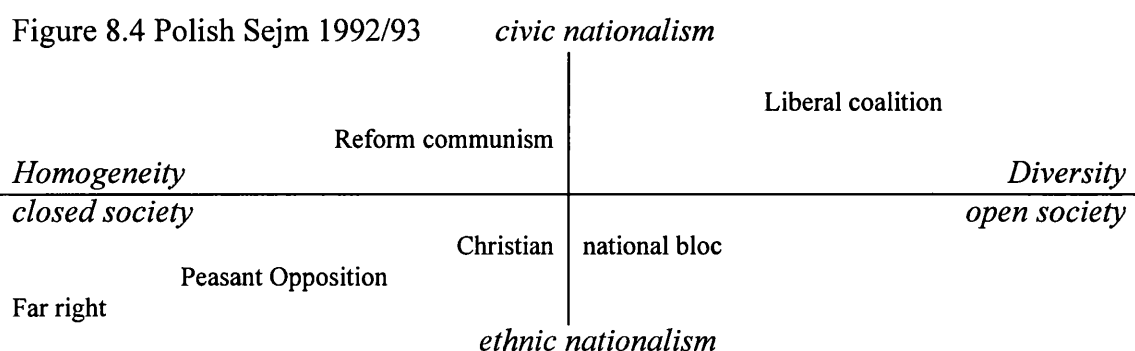 Figure 8.4 Polish Sejm 1992/93 civic nationalism
Liberal coalition
Reform communism
Homogeneity Diversity
closed society open society
Christian national bloc
Peasant Opposition
Far right
ethnic nationalism